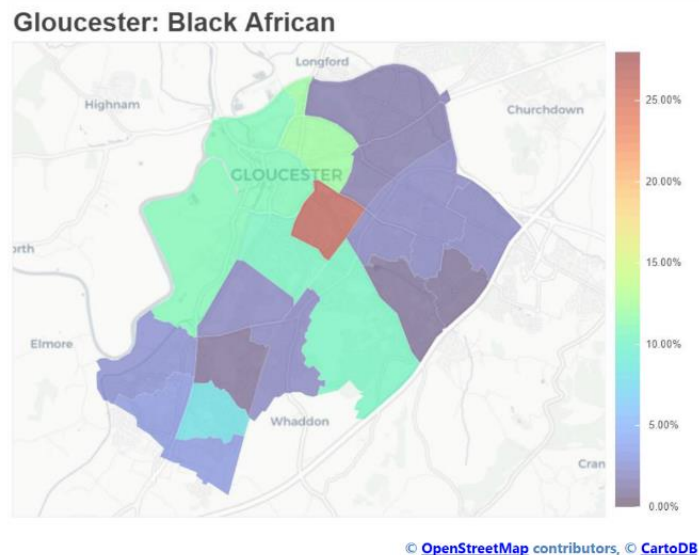 Gloucester: Black African
Longford
Highnam
Churchdown
GLOUCESTER
orth
Elmore
Whaddon
Cran
25.00%
20.00%
15.00%
10.00%
5.00%
0.00%
© OpenStreetMap contributors, © CartoDB